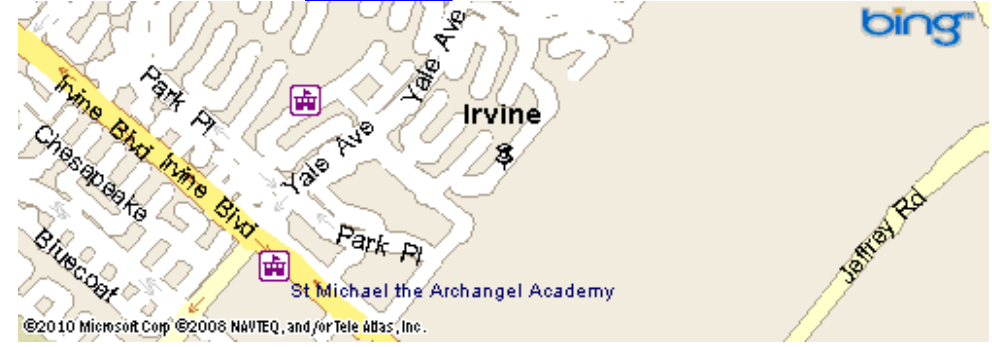 bing™
Yale Ave
Park Pl
Irvine
Irvine Blvd
Irvine Blvd
Yale Ave
Chesapeake
Jeffrey Rd
Park Pl
Bluecoat
St Michael the Archangel Academy
©2010 Microsoft Corp ©2008 NAVTEQ, and/or Tele Atlas, Inc.